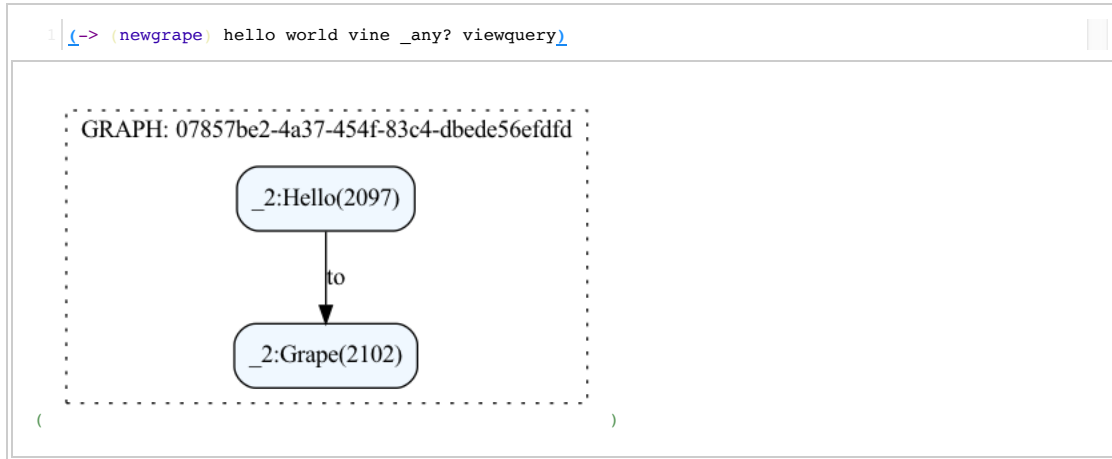 1 (-> (newgrape) hello world vine _any? viewquery)
GRAPH: 07857be2-4a37-454f-83c4-dbede56efdfd
_2:Hello(2097)
to
_2:Grape(2102)
( )